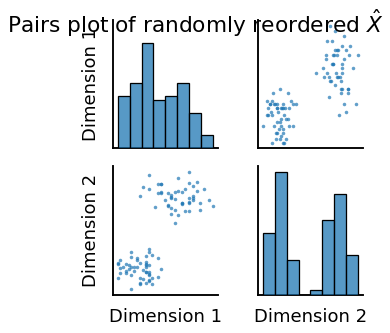 Pairs plot of randomly reordered X̂
Dimension 1
Dimension 2
Dimension 1
Dimension 2